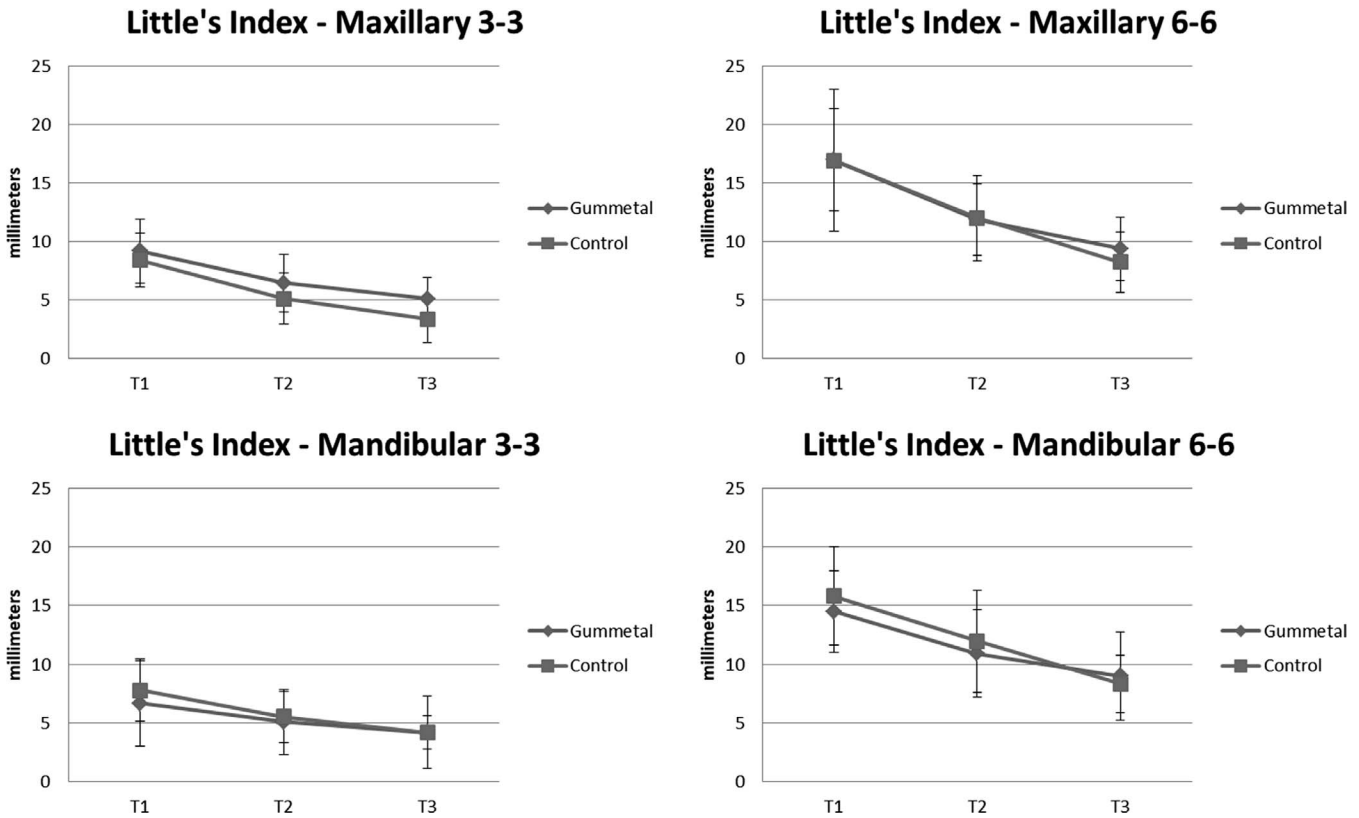 Little's Index - Maxillary 3-3
millimeters
25
20
15
10
5
0
T1 T2 T3
Gummetal
Control
Little's Index - Maxillary 6-6
millimeters
25
20
15
10
5
0
T1 T2 T3
Gummetal
Control
Little's Index - Mandibular 3-3
millimeters
25
20
15
10
5
0
T1 T2 T3
Gummetal
Control
Little's Index - Mandibular 6-6
millimeters
25
20
15
10
5
0
T1 T2 T3
Gummetal
Control